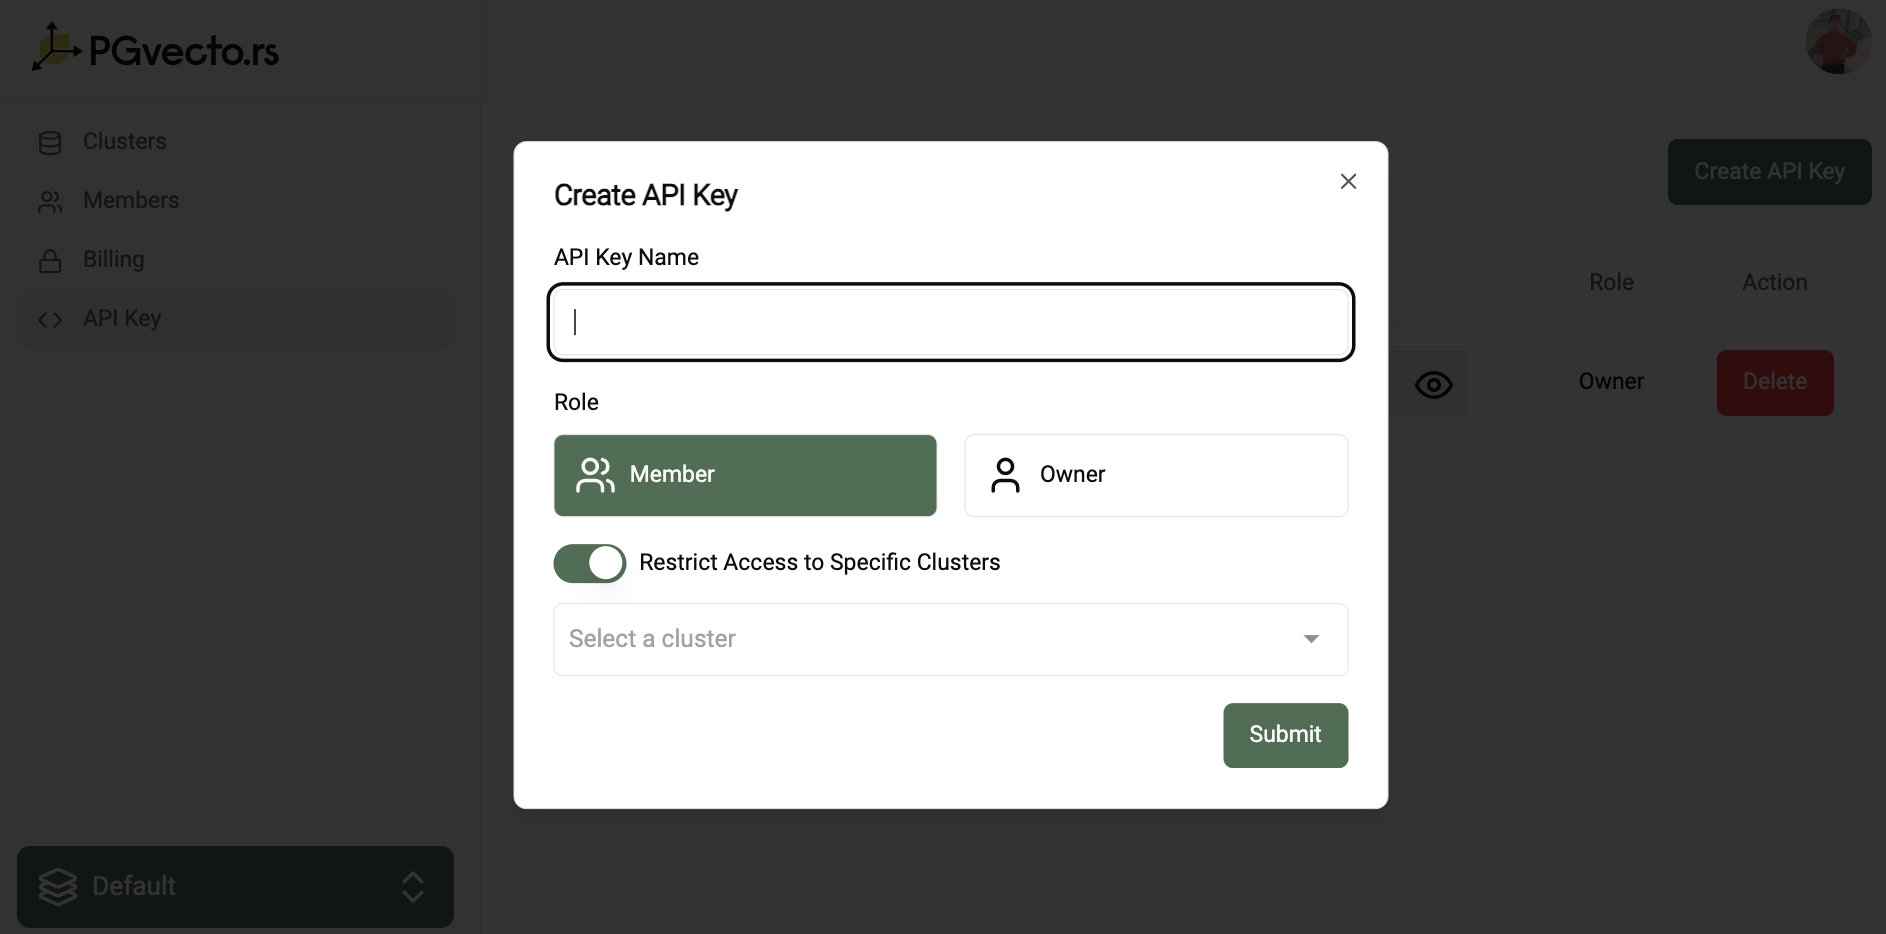 PGvecto.rs
Clusters
Members
Billing
API Key
Default
Create API Key
Role Action
Owner Delete
Create API Key
API Key Name
Role
Member Owner
Restrict Access to Specific Clusters
Select a cluster
Submit